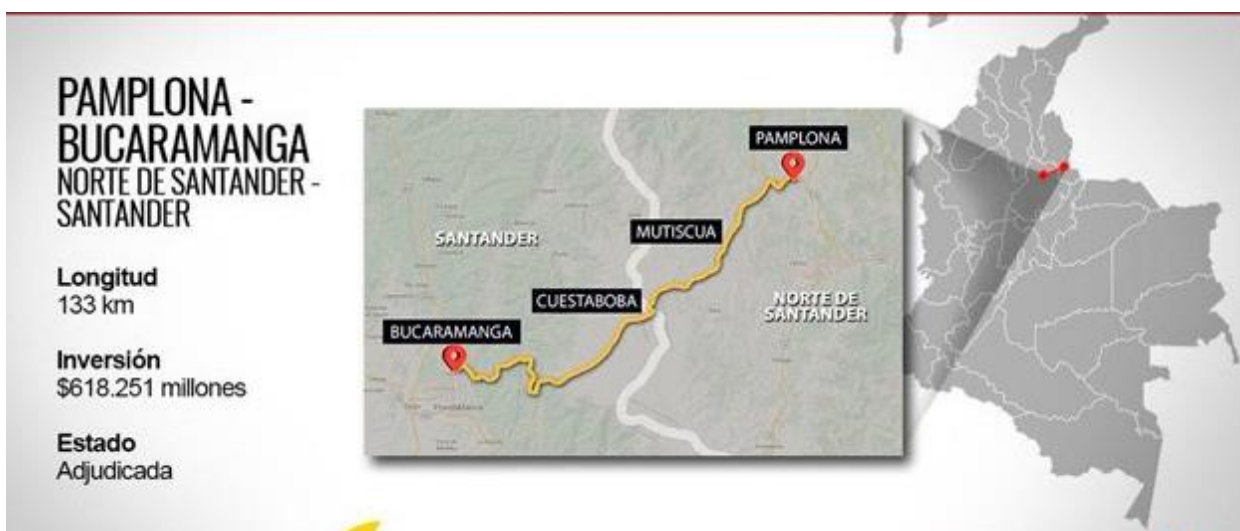 PAMPLONA -
BUCARAMANGA
NORTE DE SANTANDER -
SANTANDER
Longitud
133 km
Inversión
$618.251 millones
Estado
Adjudicada
PAMPLONA
MUTISCUA
SANTANDER
CUESTABOBA
NORTE DE
SANTANDER
BUCARAMANGA